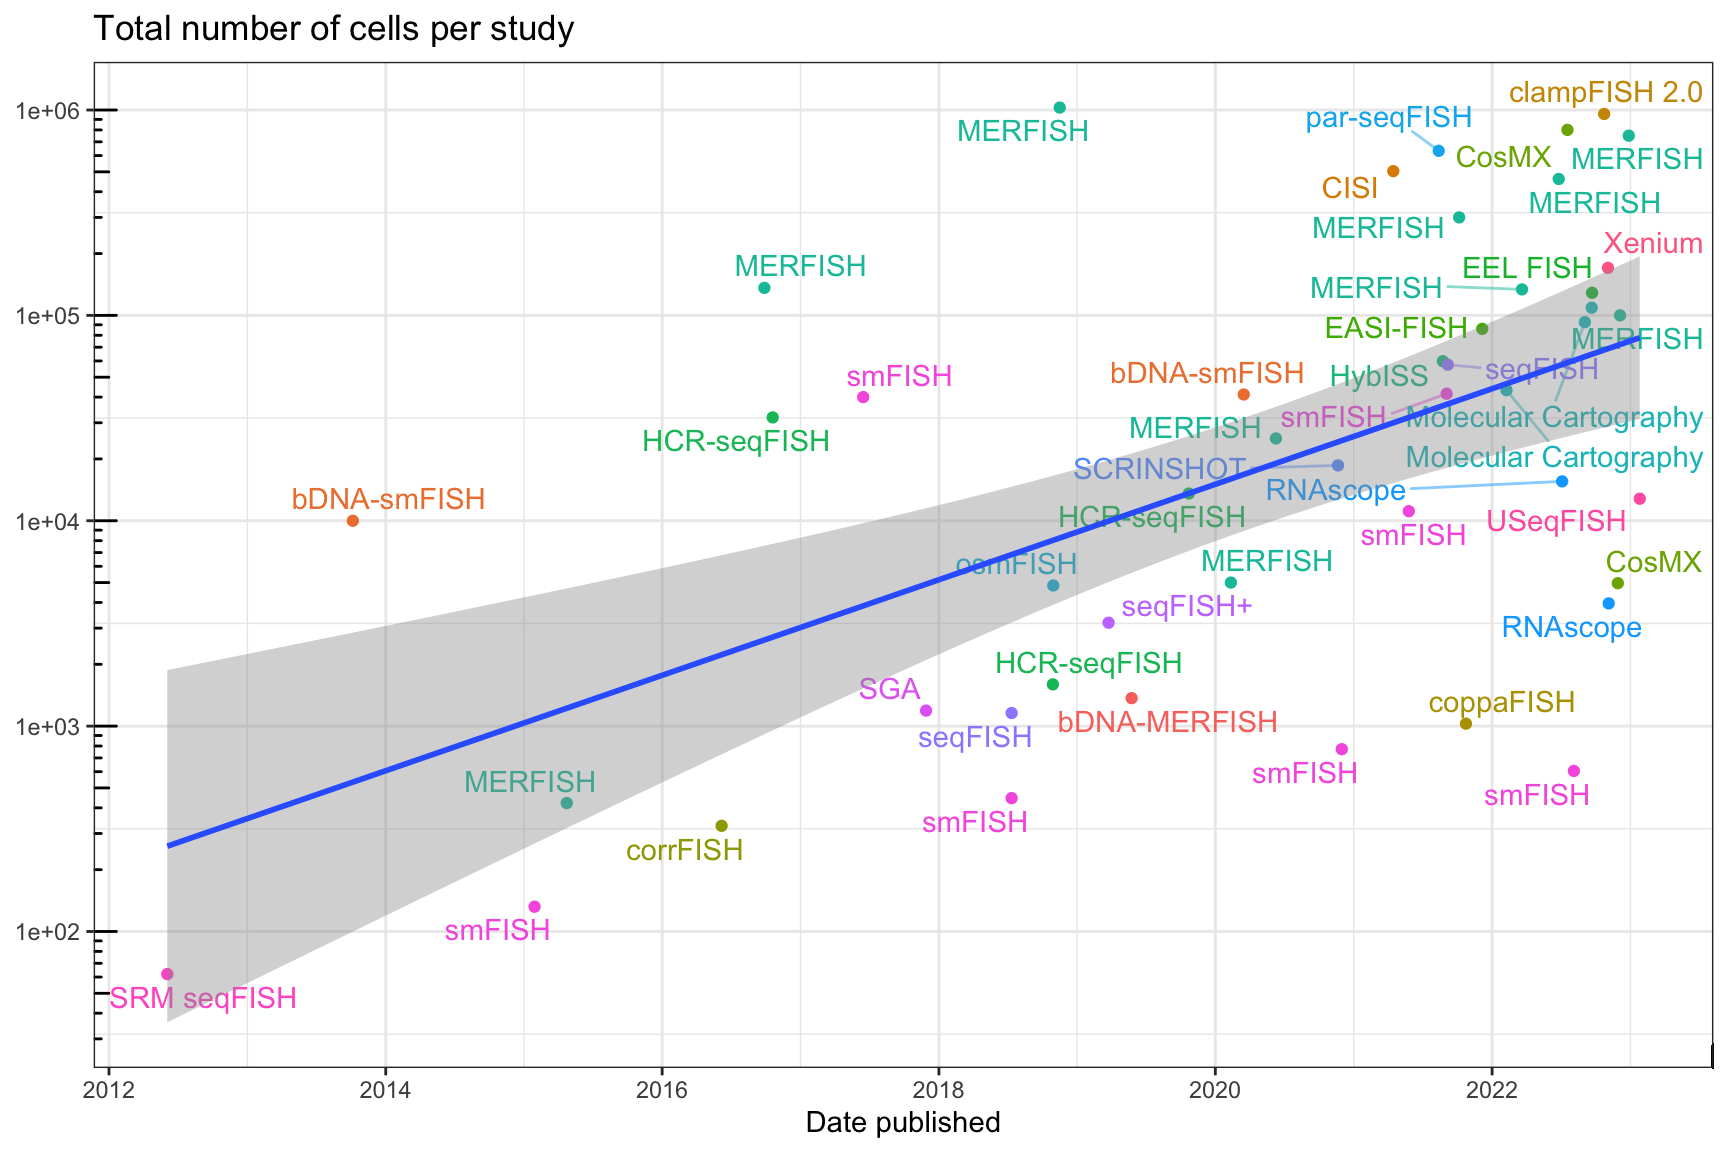 Total number of cells per study
1e+06
1e+05
1e+04
1e+03
1e+02
clampFISH 2.0
par-seqFISH
MERFISH
CosMX
MERFISH
CISI
MERFISH
MERFISH
Xenium
MERFISH
EEL FISH
MERFISH
EASI-FISH
MERFISH
seqFISH
bDNA-smFISH
smFISH
HybISS
smFISH
Molecular Cartography
MERFISH
HCR-seqFISH
Molecular Cartography
SCRINSHOT
RNAscope
bDNA-smFISH
HCR-seqFISH
USeqFISH
smFISH
osmFISH
MERFISH
CosMX
seqFISH+
RNAscope
HCR-seqFISH
SGA
coppaFISH
bDNA-MERFISH
seqFISH
smFISH
MERFISH
smFISH
smFISH
corrFISH
smFISH
SRM seqFISH
2012
2014
2016
2018
2020
2022
Date published